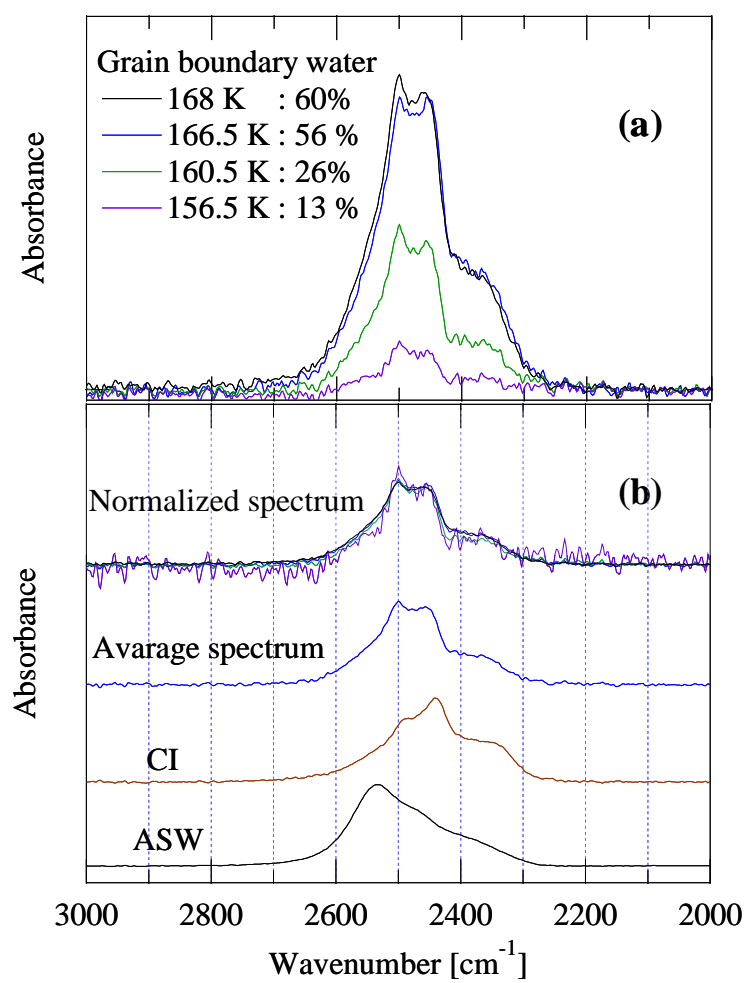 Grain boundary water
168 K : 60%
166.5 K : 56 %
160.5 K : 26%
156.5 K : 13 %
(a)
Absorbance
(b)
Normalized spectrum
Avarage spectrum
CI
ASW
Absorbance
3000 2800 2600 2400 2200 2000
Wavenumber [cm-1]